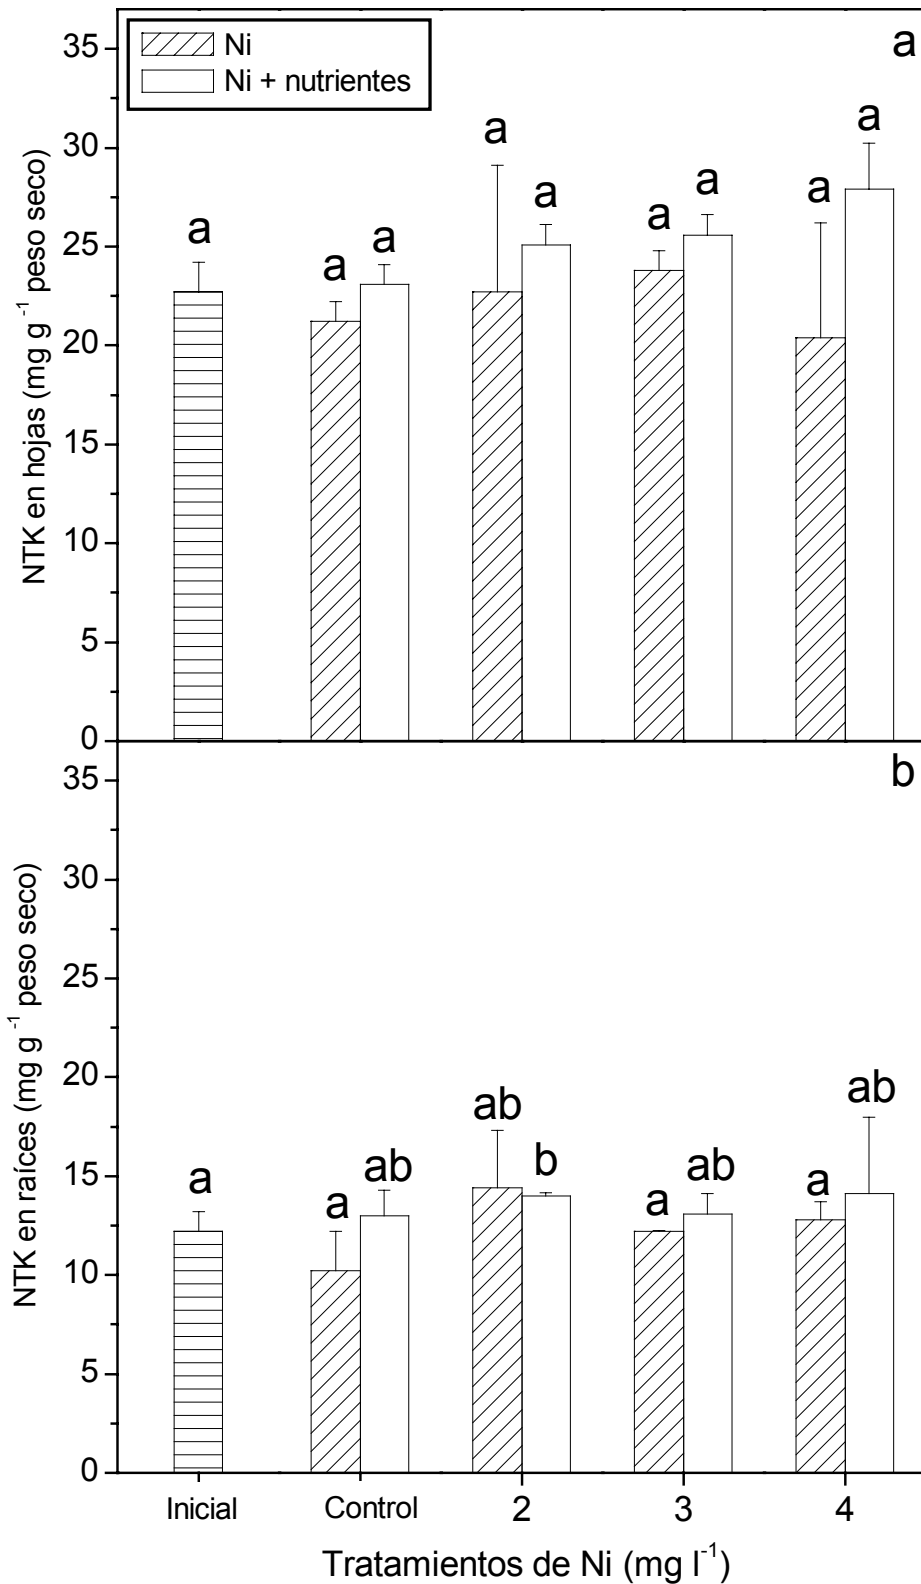 a
Ni
Ni + nutrientes
NTK en hojas (mg g⁻¹ peso seco)
35
30
25
20
15
10
5
0
a
a
a
a
a
a
a
a
a
b
NTK en raíces (mg g⁻¹ peso seco)
35
30
25
20
15
10
5
0
a
a
ab
ab
b
a
ab
a
ab
Inicial
Control
2
3
4
Tratamientos de Ni (mg l⁻¹)